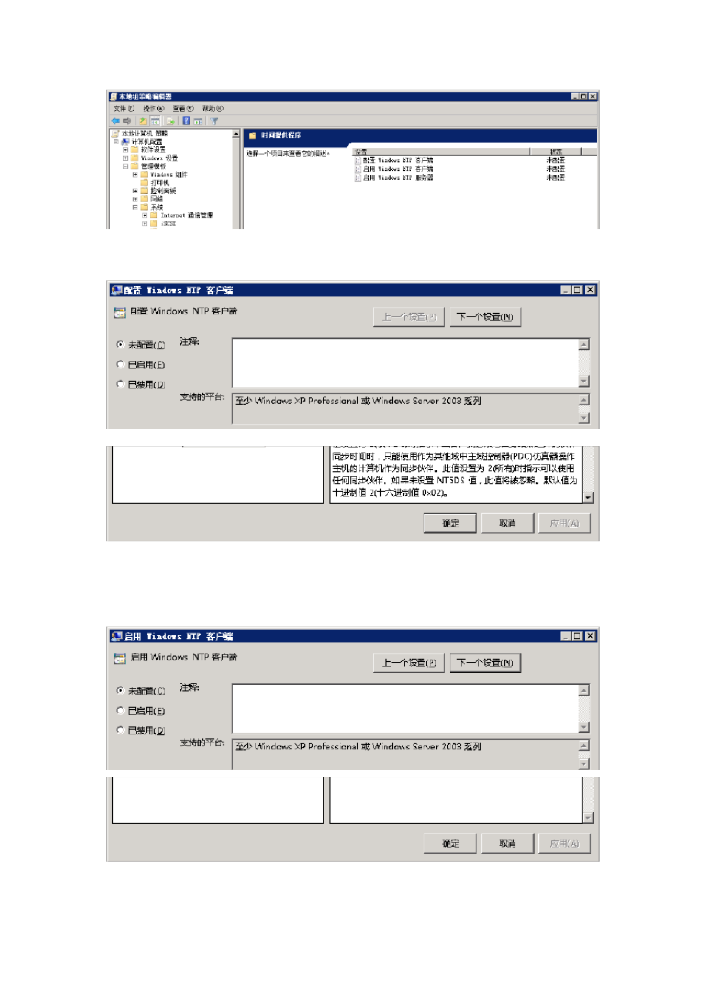 本地组策略编辑器
文件(F) 操作(A) 查看(V) 帮助(H)
本地计算机 策略
计算机配置
软件设置
Windows 设置
管理模板
Windows 组件
打印机
控制面板
网络
系统
Internet 通信管理
iSCSI
时间提供程序
选择一个项目来查看它的描述。
设置 状态
配置 Windows NTP 客户端 未配置
启用 Windows NTP 客户端 未配置
启用 Windows NTP 服务器 未配置
配置 Windows NTP 客户端
配置 Windows NTP 客户端
上一个设置(P) 下一个设置(N)
未配置(C) 注释:
已启用(E)
已禁用(D)
支持的平台: 至少 Windows XP Professional 或 Windows Server 2003 系列
同步时间时，只能使用作为其他域中主域控制器(PDC)仿真器操作
主机的计算机作为同步伙伴。此值设置为 2(所有)时指示可以使用
任何同步伙伴。如果未设置 NT5DS 值，此值将被忽略。默认值为
十进制值 2(十六进制值 0x02)。
确定 取消 应用(A)
启用 Windows NTP 客户端
启用 Windows NTP 客户端
上一个设置(P) 下一个设置(N)
未配置(C) 注释:
已启用(E)
已禁用(D)
支持的平台: 至少 Windows XP Professional 或 Windows Server 2003 系列
确定 取消 应用(A)